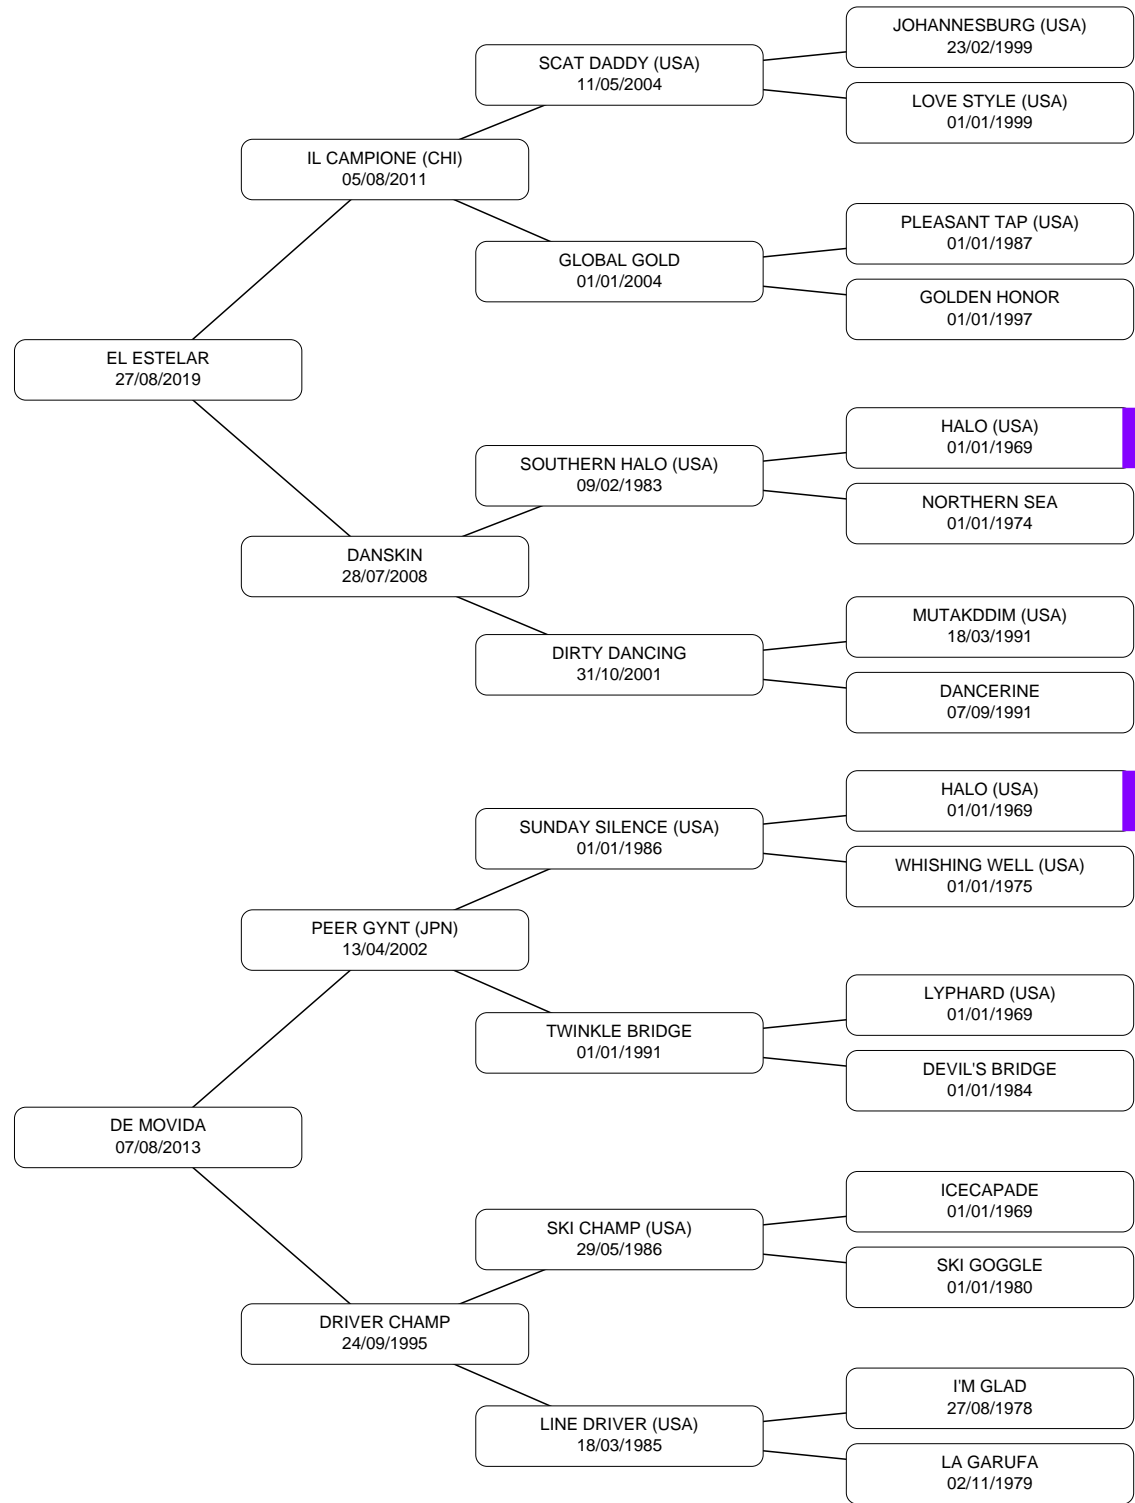 JOHANNESBURG (USA)
23/02/1999
SCAT DADDY (USA)
11/05/2004
LOVE STYLE (USA)
01/01/1999
IL CAMPIONE (CHI)
05/08/2011
PLEASANT TAP (USA)
01/01/1987
GLOBAL GOLD
01/01/2004
GOLDEN HONOR
01/01/1997
EL ESTELAR
27/08/2019
HALO (USA)
01/01/1969
SOUTHERN HALO (USA)
09/02/1983
NORTHERN SEA
01/01/1974
DANSKIN
28/07/2008
MUTAKDDIM (USA)
18/03/1991
DIRTY DANCING
31/10/2001
DANCERINE
07/09/1991
HALO (USA)
01/01/1969
SUNDAY SILENCE (USA)
01/01/1986
WHISHING WELL (USA)
01/01/1975
PEER GYNT (JPN)
13/04/2002
LYPHARD (USA)
01/01/1969
TWINKLE BRIDGE
01/01/1991
DEVIL'S BRIDGE
01/01/1984
DE MOVIDA
07/08/2013
ICECAPADE
01/01/1969
SKI CHAMP (USA)
29/05/1986
SKI GOGGLE
01/01/1980
DRIVER CHAMP
24/09/1995
I'M GLAD
27/08/1978
LINE DRIVER (USA)
18/03/1985
LA GARUFA
02/11/1979